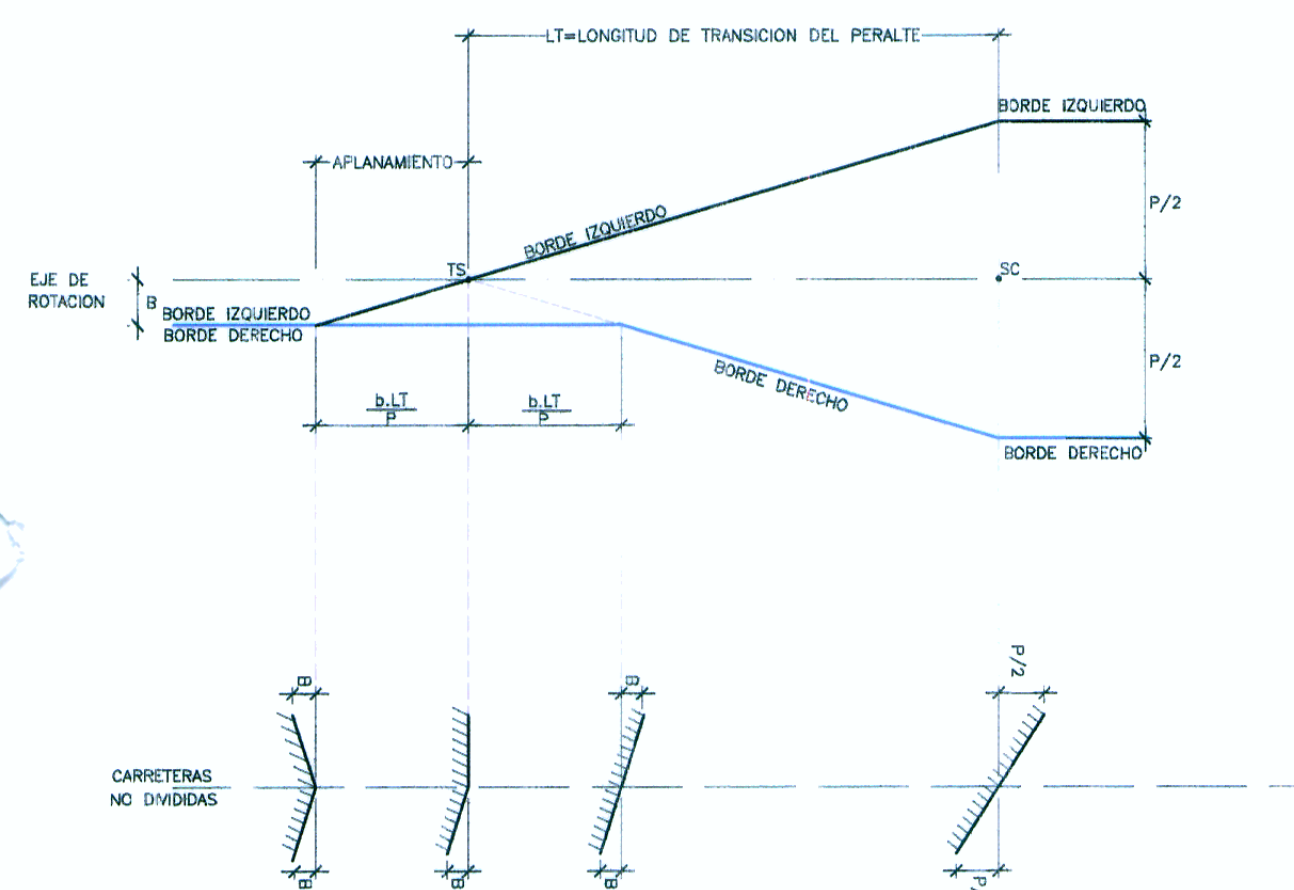 LT=LONGITUD DE TRANSICION DEL PERALTE
BORDE IZQUIERDO
APLANAMIENTO
BORDE IZQUIERDO
P/2
TS
SC
EJE DE
ROTACION
B
BORDE IZQUIERDO
BORDE DERECHO
P/2
BORDE DERECHO
b.LT
P
b.LT
P
BORDE DERECHO
P/2
B
B
CARRETERAS
NO DIVIDIDAS
B
B
B